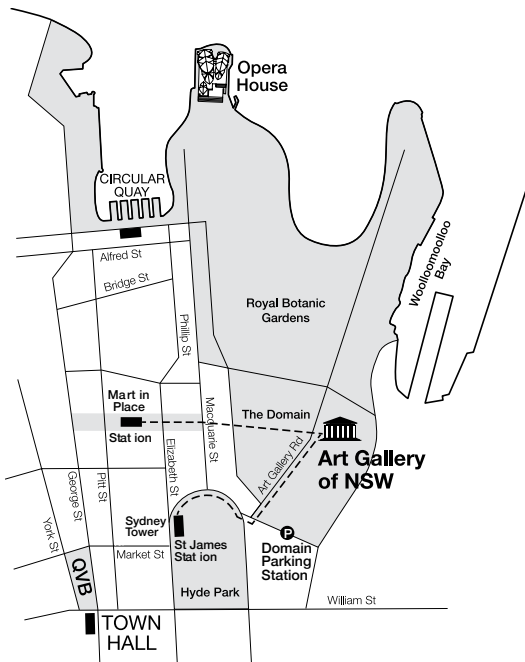 Opera
House
CIRCULAR
QUAY
Woolloomoolloo
Bay
Alfred St
Bridge St
Royal Botanic
Gardens
Phillip St
Mart in
Place
Stat ion
Macquarie St
The Domain
Art Gallery
of NSW
Elizabeth St
Art Gallery Rd
George St
Pitt St
York St
Sydney
Tower
St James
Stat ion
P
Domain
Parking
Station
Market St
QVB
Hyde Park
William St
TOWN
HALL